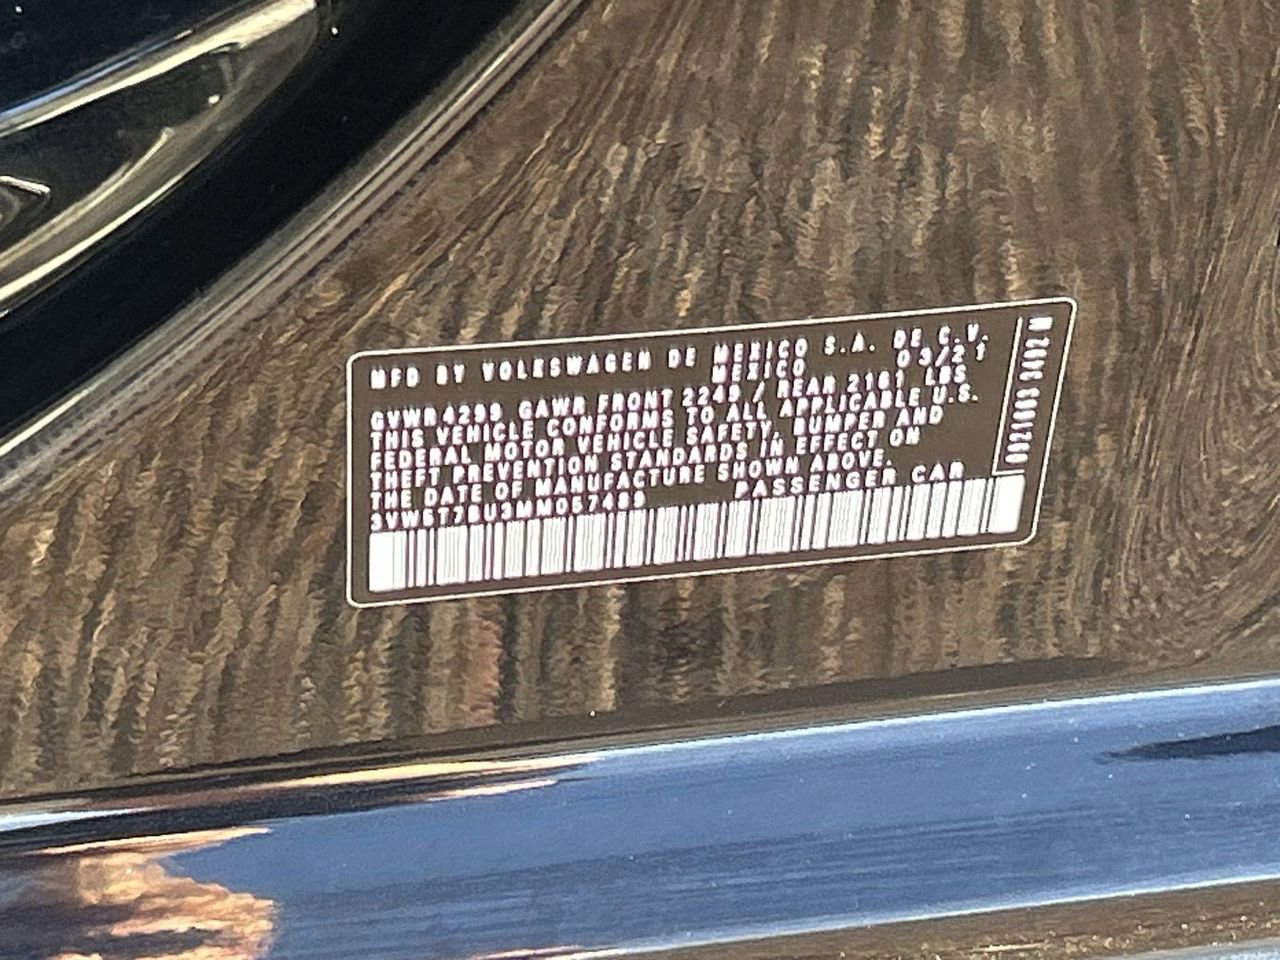 MFD BY VOLKSWAGEN DE MEXICO S.A. DE C.V.
MEXICO 03/21
GVWR 4299 GAWR FRONT 2249 / REAR 2161 LBS
THIS VEHICLE CONFORMS TO ALL APPLICABLE U.S.
FEDERAL MOTOR VEHICLE SAFETY, BUMPER AND
THEFT PREVENTION STANDARDS IN EFFECT ON
THE DATE OF MANUFACTURE SHOWN ABOVE.
PASSENGER CAR